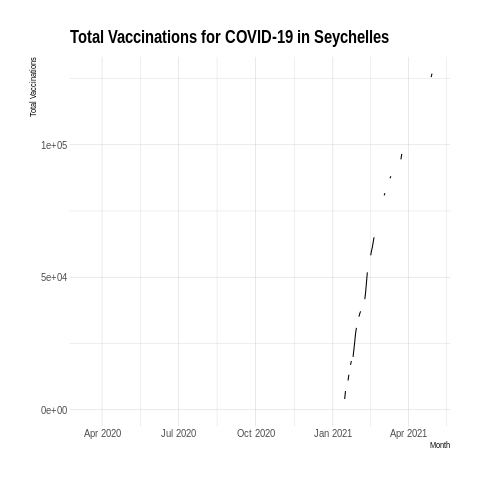 Total Vaccinations for COVID-19 in Seychelles
Total Vaccinations
1e+05
5e+04
0e+00
Apr 2020 Jul 2020 Oct 2020 Jan 2021 Apr 2021
Month